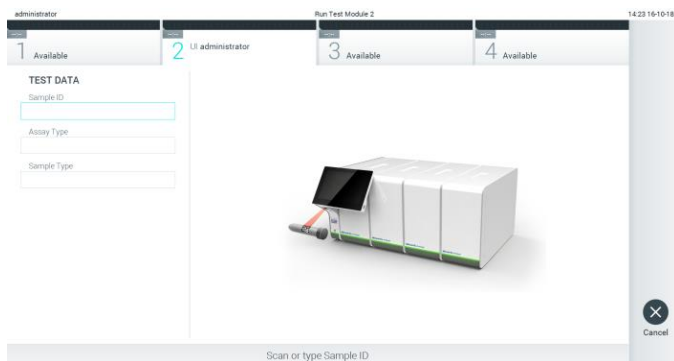 administrator Run Test Module 2 14:23 16-10-18
1 Available 2 UI administrator 3 Available 4 Available
TEST DATA
Sample ID
Assay Type
Sample Type
Cancel
Scan or type Sample ID